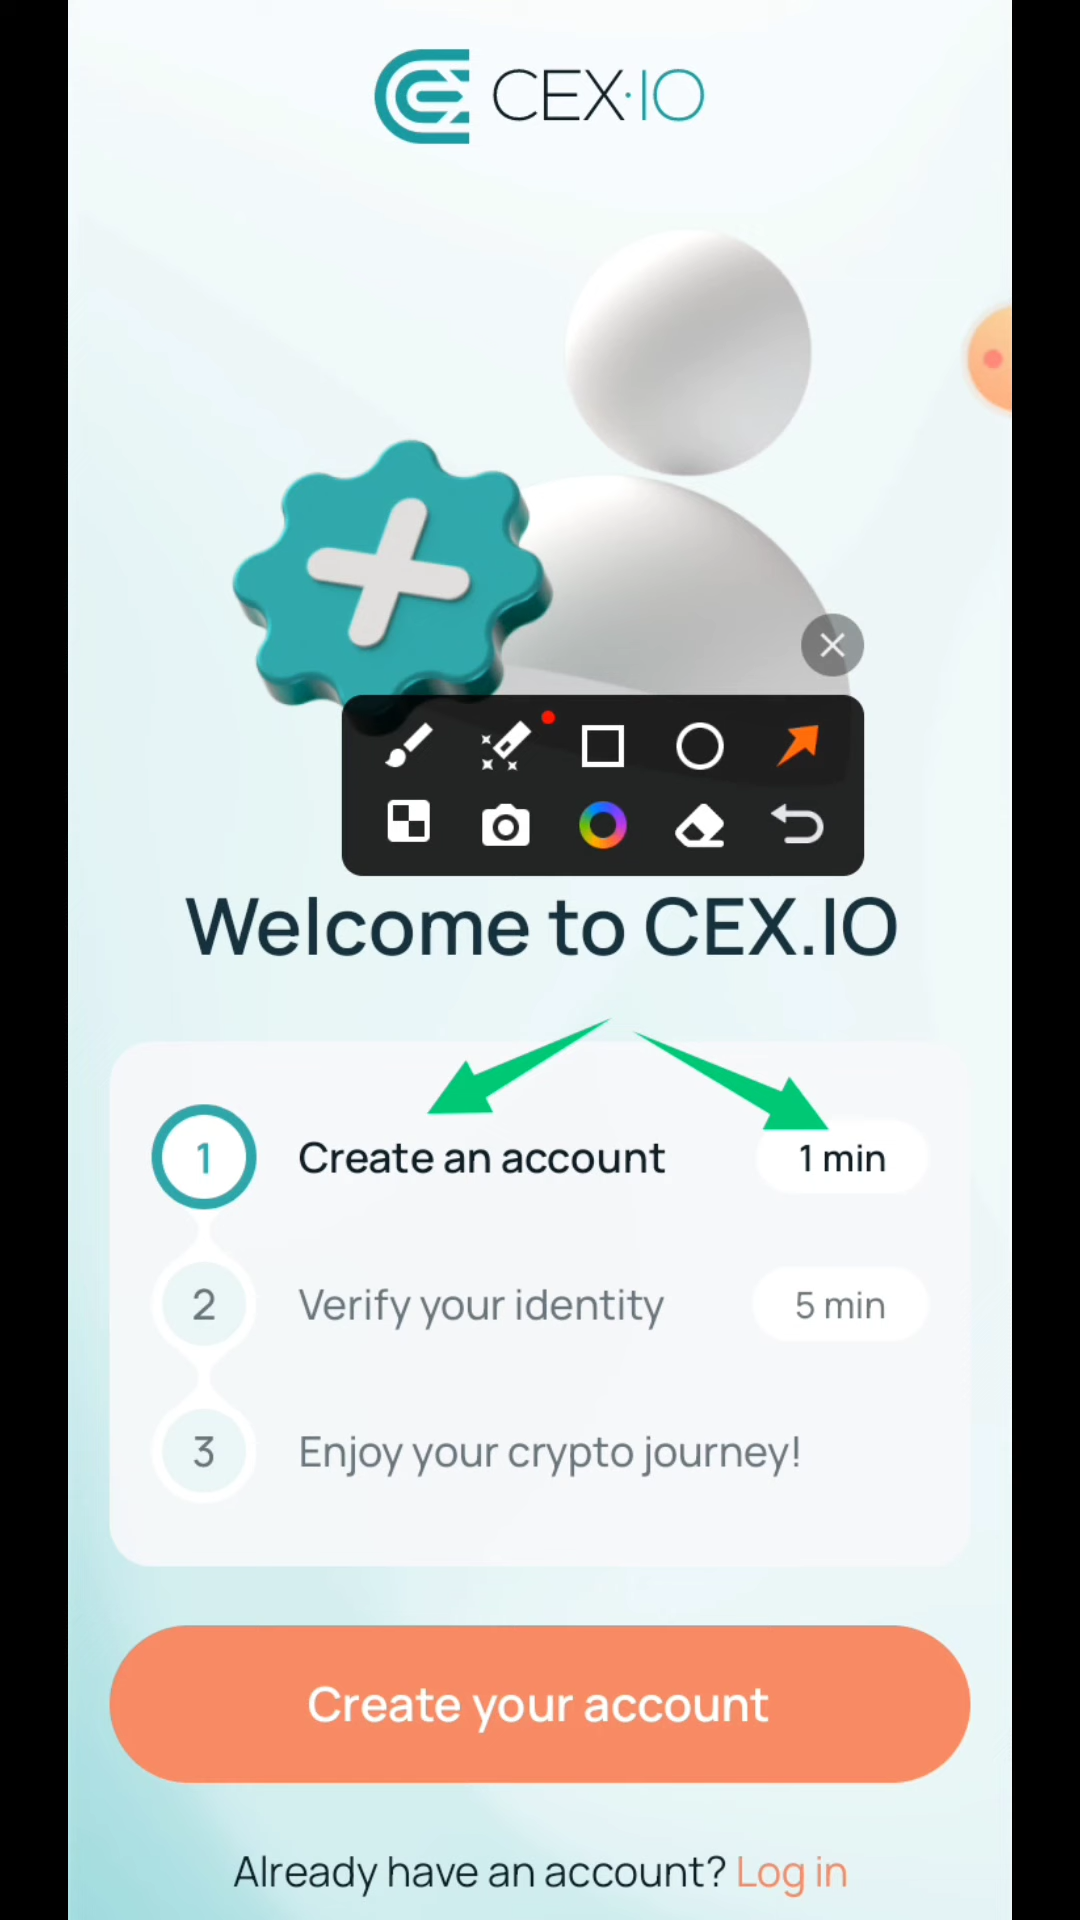 CEX·IO
Welcome to CEX.IO
1 Create an account 1 min
2 Verify your identity 5 min
3 Enjoy your crypto journey!
Create your account
Already have an account? Log in